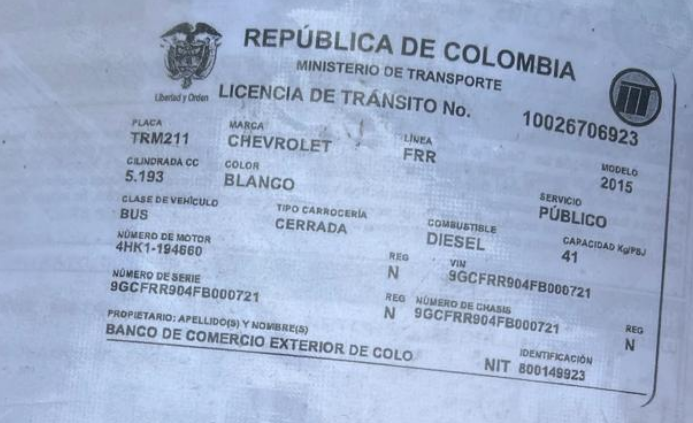 REPÚBLICA DE COLOMBIA
MINISTERIO DE TRANSPORTE
Libertad y Orden
LICENCIA DE TRÁNSITO No. 10026706923
PLACA MARCA LÍNEA MODELO
TRM211 CHEVROLET FRR 2015
CILINDRADA CC COLOR SERVICIO
5.193 BLANCO PÚBLICO
CLASE DE VEHÍCULO TIPO CARROCERÍA COMBUSTIBLE CAPACIDAD Kg/PSJ
BUS CERRADA DIESEL 41
NÚMERO DE MOTOR REG VIN
4HK1-194660 N 9GCFRR904FB000721
NÚMERO DE SERIE REG NÚMERO DE CHASIS REG
9GCFRR904FB000721 N 9GCFRR904FB000721 N
PROPIETARIO: APELLIDO(S) Y NOMBRE(S) IDENTIFICACIÓN
BANCO DE COMERCIO EXTERIOR DE COLO NIT 800149923